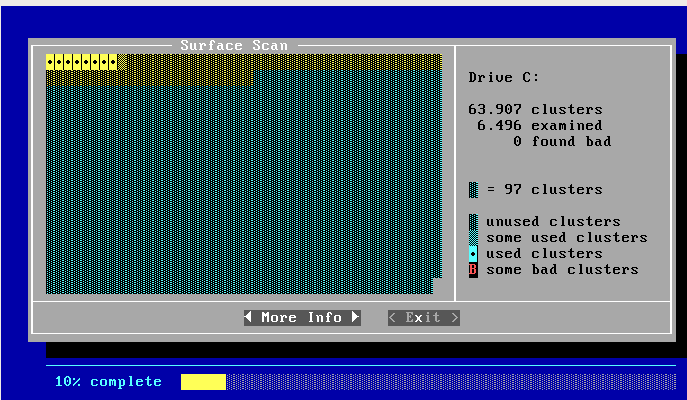 Surface Scan
Drive C:
63.907 clusters
6.496 examined
0 found bad
= 97 clusters
unused clusters
some used clusters
used clusters
B some bad clusters
◄ More Info ►
< Exit >
10% complete